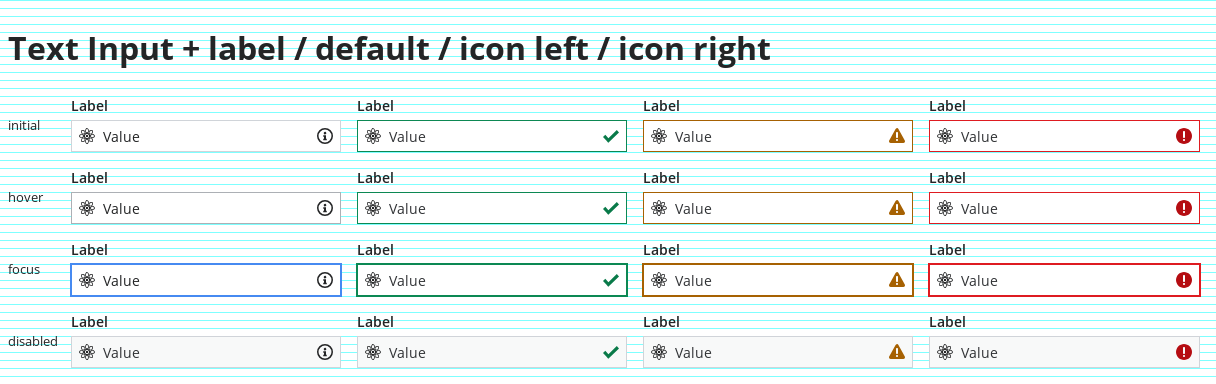 Text Input + label / default / icon left / icon right
Label Label Label Label
initial Value Value Value Value
Label Label Label Label
hover Value Value Value Value
Label Label Label Label
focus Value Value Value Value
Label Label Label Label
disabled Value Value Value Value